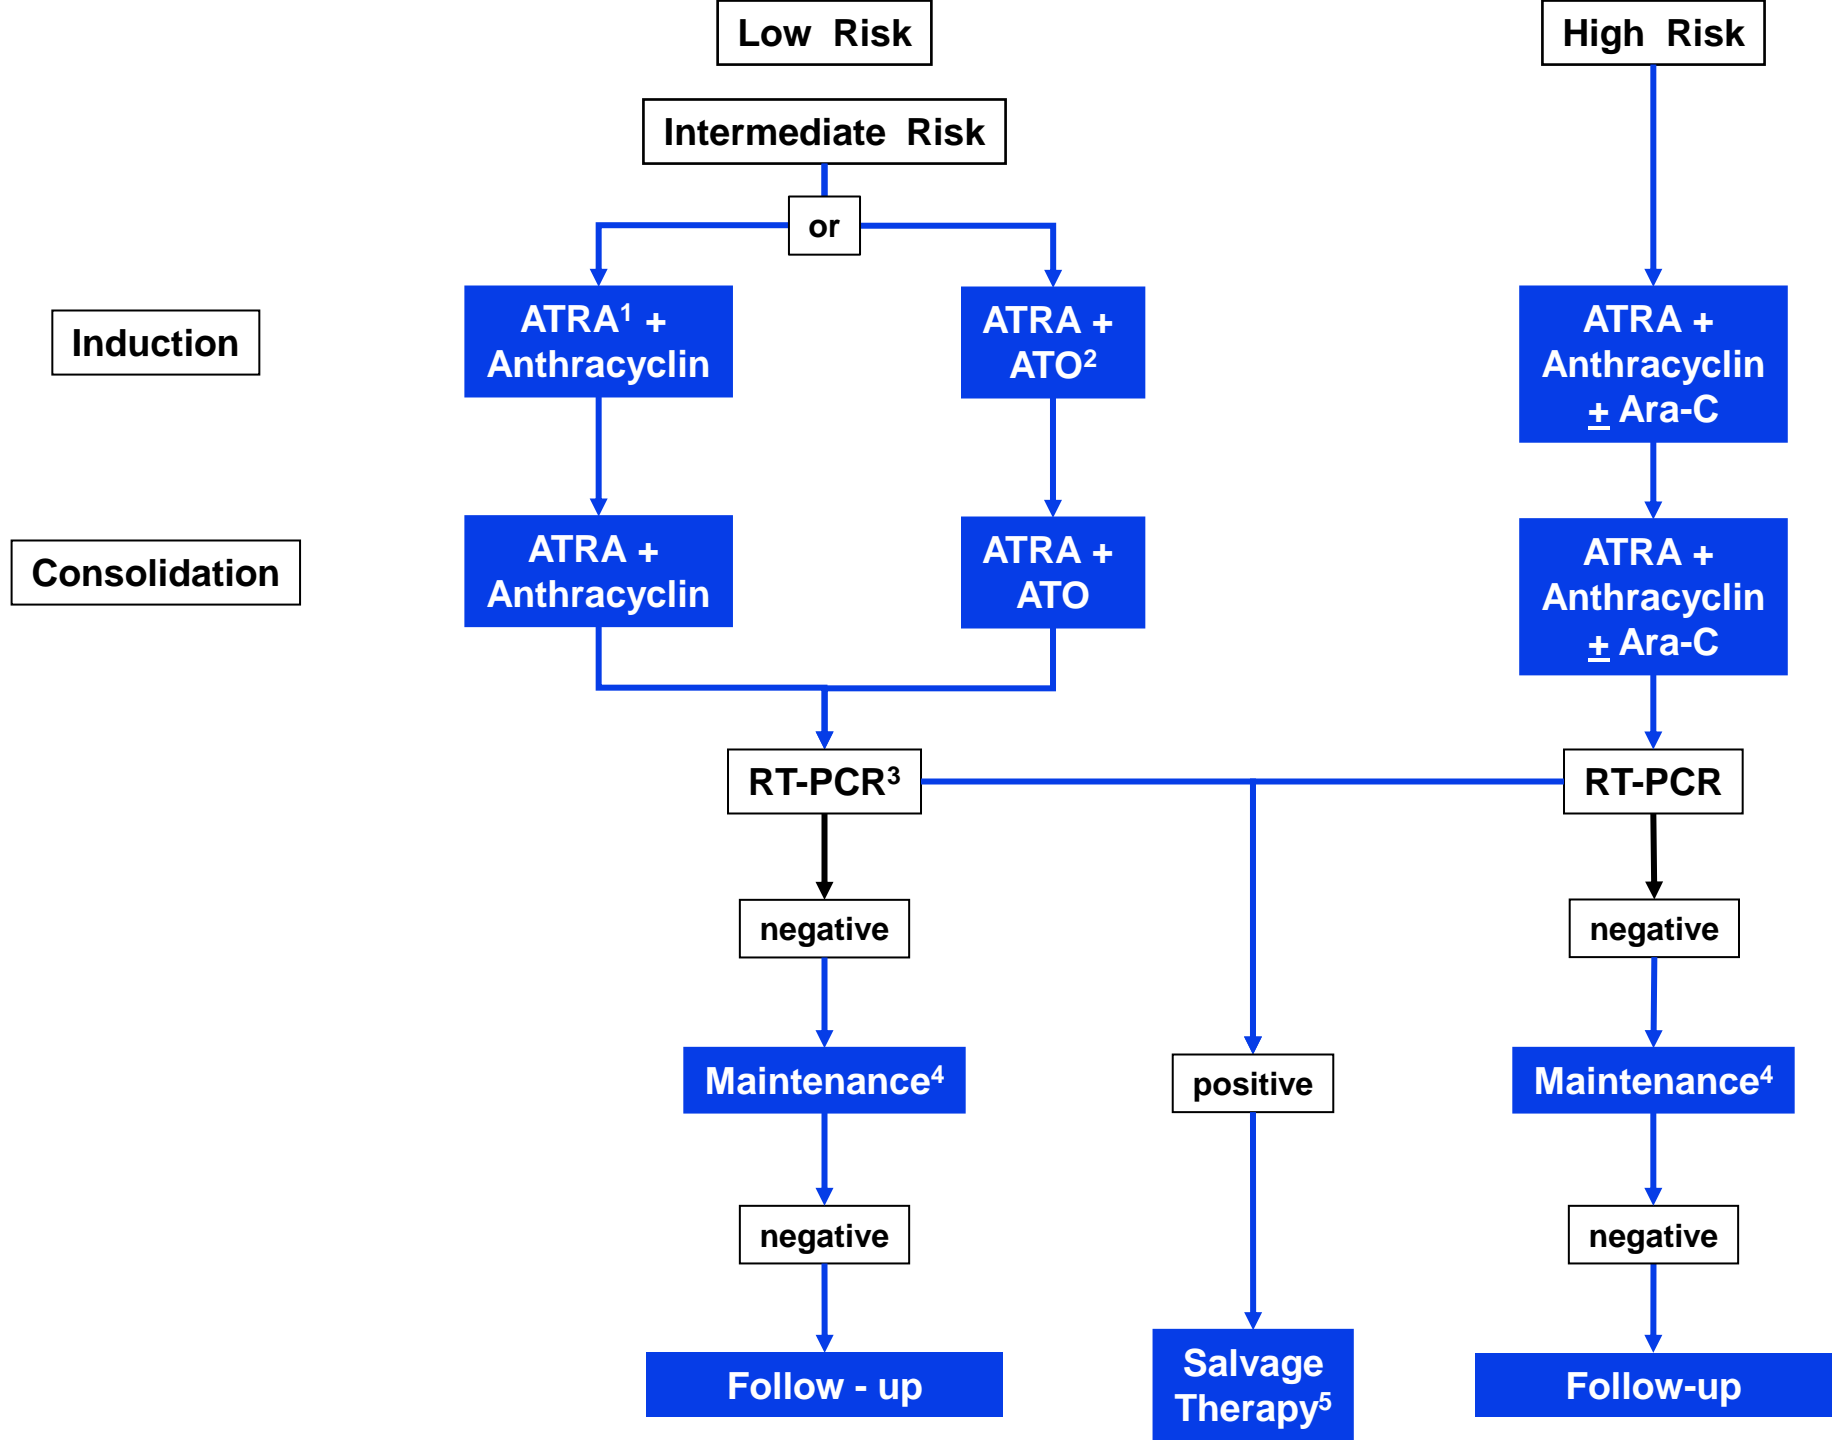 Low Risk
High Risk
Intermediate Risk
or
Induction
ATRA¹ +
Anthracyclin
ATRA +
ATO²
ATRA +
Anthracyclin
± Ara-C
Consolidation
ATRA +
Anthracyclin
ATRA +
ATO
ATRA +
Anthracyclin
± Ara-C
RT-PCR³
RT-PCR
negative
negative
Maintenance⁴
positive
Maintenance⁴
negative
negative
Follow - up
Salvage
Therapy⁵
Follow-up